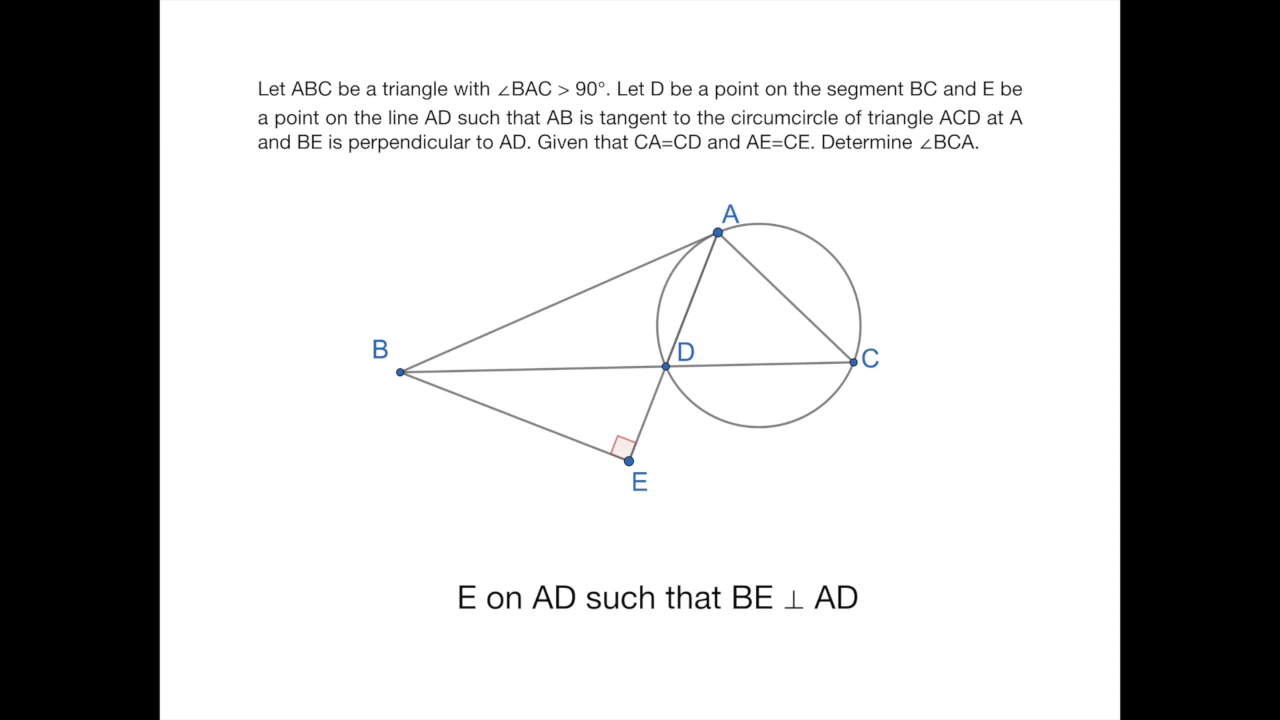 Let ABC be a triangle with ∠BAC > 90°. Let D be a point on the segment BC and E be
a point on the line AD such that AB is tangent to the circumcircle of triangle ACD at A
and BE is perpendicular to AD. Given that CA=CD and AE=CE. Determine ∠BCA.
A
B
D
C
E
E on AD such that BE ⊥ AD